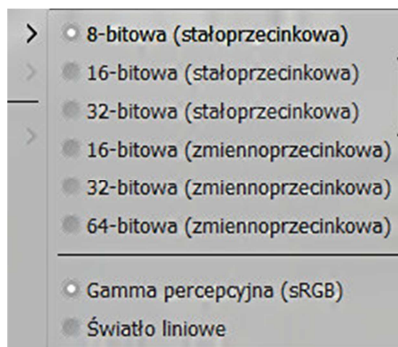 8-bitowa (stałoprzecinkowa)
16-bitowa (stałoprzecinkowa)
32-bitowa (stałoprzecinkowa)
16-bitowa (zmiennoprzecinkowa)
32-bitowa (zmiennoprzecinkowa)
64-bitowa (zmiennoprzecinkowa)
Gamma percepcyjna (sRGB)
Światło liniowe